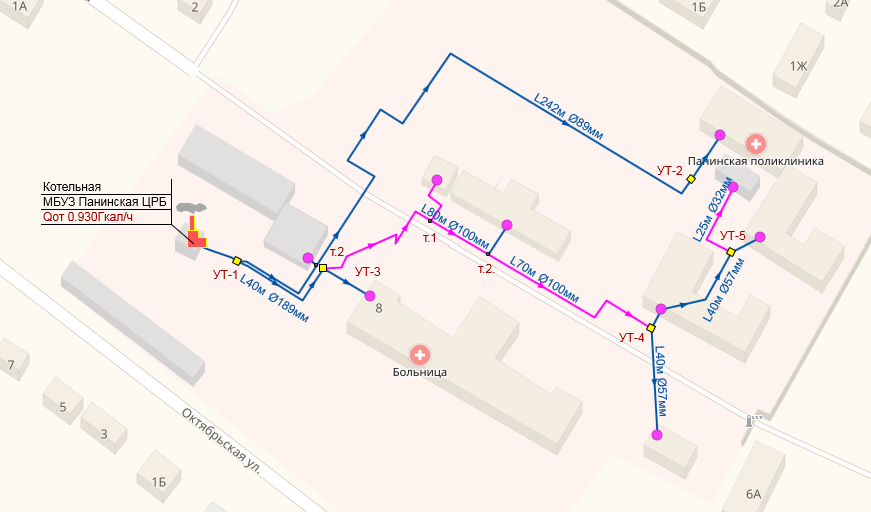 1А
2
1Б
2А
1Ж
L242м Ø89мм
УТ-2
Панинская поликлиника
Котельная
МБУЗ Панинская ЦРБ
Qот 0.930Гкал/ч
L80м Ø100мм
L25м Ø32мм
УТ-5
т.1
т.2
УТ-1
L40м Ø189мм
УТ-3
т.2.
L70м Ø100мм
L40м Ø57мм
8
УТ-4
L40м Ø57мм
Больница
7
5
3
1Б
Октябрьская ул.
6А